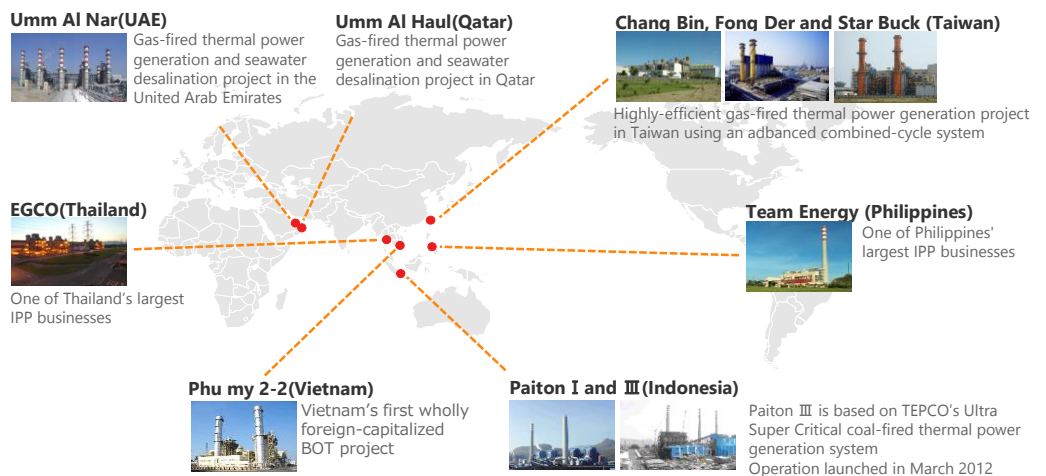 Umm Al Nar(UAE)
Gas-fired thermal power
generation and seawater
desalination project in the
United Arab Emirates
Umm Al Haul(Qatar)
Gas-fired thermal power
generation and seawater
desalination project in Qatar
Chang Bin, Fong Der and Star Buck (Taiwan)
Highly-efficient gas-fired thermal power generation project
in Taiwan using an adbanced combined-cycle system
EGCO(Thailand)
One of Thailand's largest
IPP businesses
Team Energy (Philippines)
One of Philippines'
largest IPP businesses
Phu my 2-2(Vietnam)
Vietnam's first wholly
foreign-capitalized
BOT project
Paiton Ⅰ and Ⅲ(Indonesia)
Paiton Ⅲ is based on TEPCO's Ultra
Super Critical coal-fired thermal power
generation system
Operation launched in March 2012